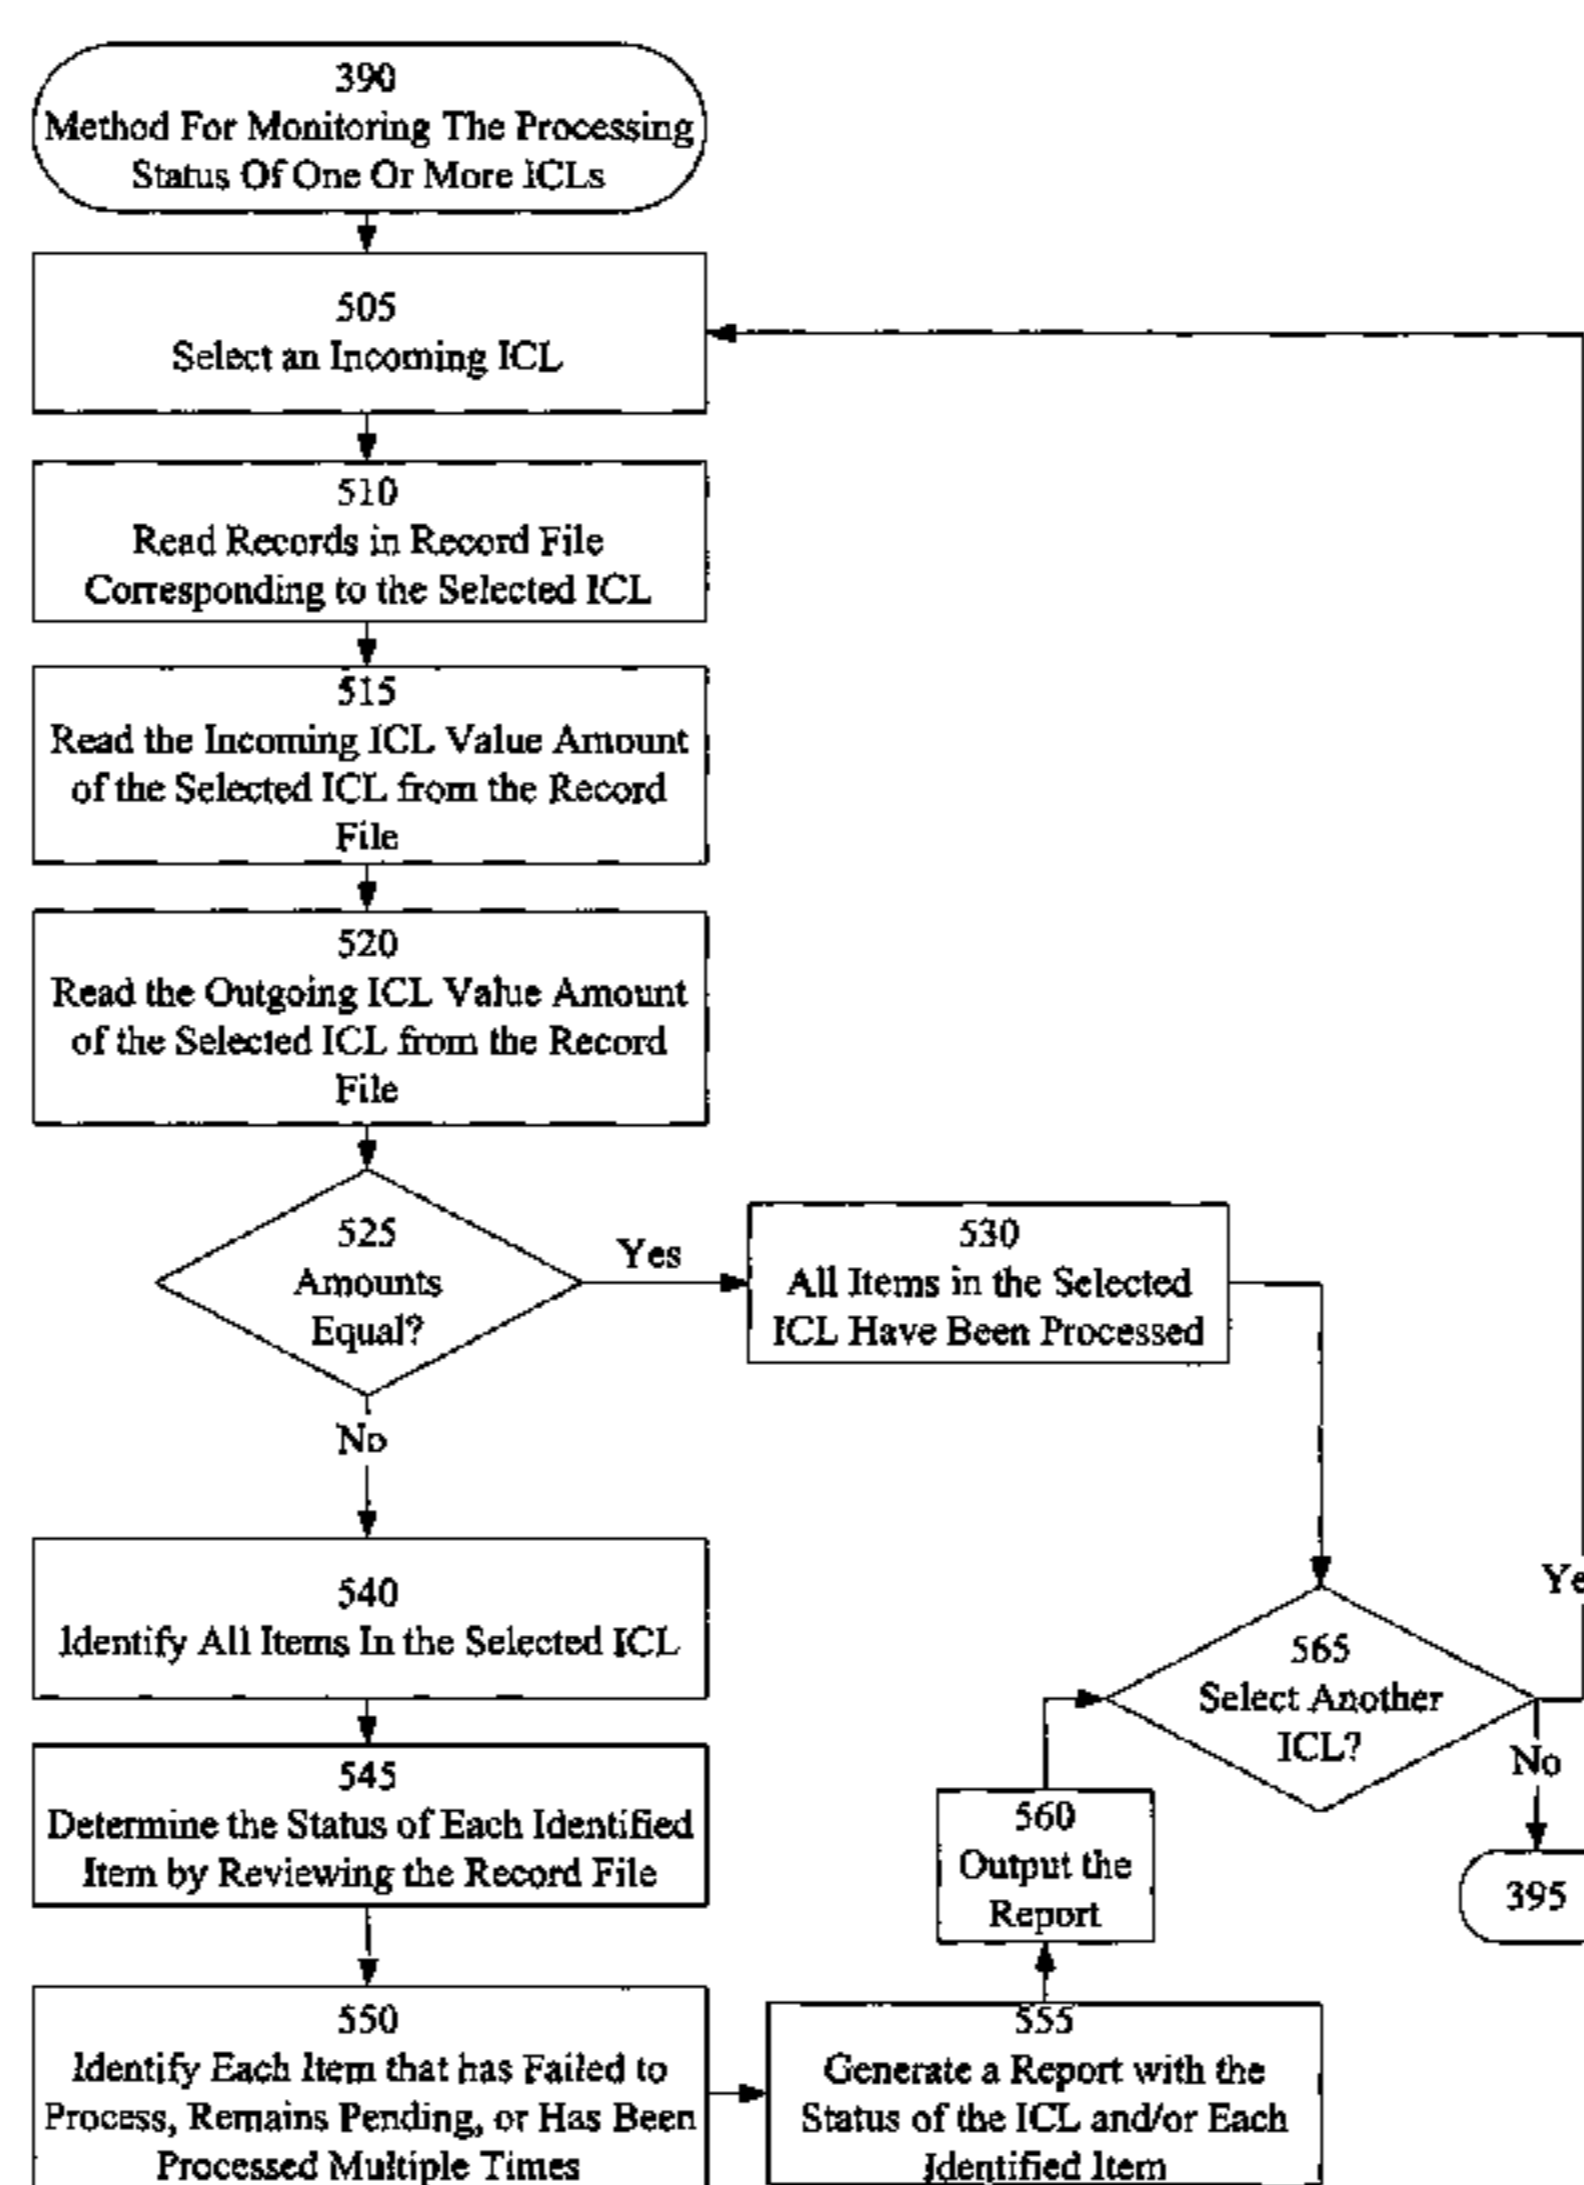 390
Method For Monitoring The Processing
Status Of One Or More ICLs
505
Select an Incoming ICL
510
Read Records in Record File
Corresponding to the Selected ICL
515
Read the Incoming ICL Value Amount
of the Selected ICL from the Record
File
520
Read the Outgoing ICL Value Amount
of the Selected ICL from the Record
File
525
Amounts
Equal?
Yes
530
All Items in the Selected
ICL Have Been Processed
No
540
Identify All Items In the Selected ICL
545
Determine the Status of Each Identified
Item by Reviewing the Record File
550
Identify Each Item that has Failed to
Process, Remains Pending, or Has Been
Processed Multiple Times
555
Generate a Report with the
Status of the ICL and/or Each
Identified Item
560
Output the
Report
565
Select Another
ICL?
Ye
No
395